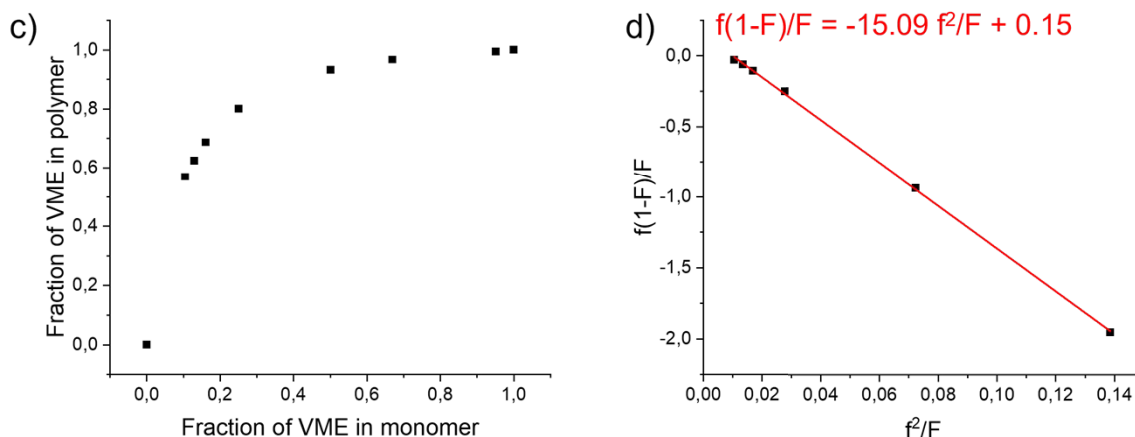 c)
1,0
0,8
0,6
0,4
0,2
0,0
Fraction of VME in polymer
0,0 0,2 0,4 0,6 0,8 1,0
Fraction of VME in monomer
d)
f(1-F)/F = -15.09 f²/F + 0.15
0,0
-0,5
-1,0
-1,5
-2,0
f(1-F)/F
0,00 0,02 0,04 0,06 0,08 0,10 0,12 0,14
f²/F